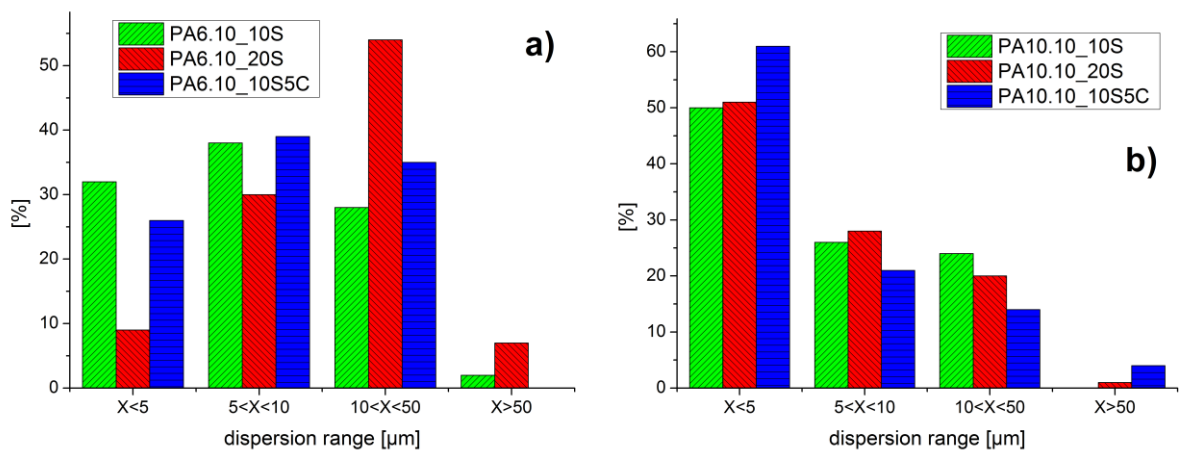 PA6.10_10S
PA6.10_20S
PA6.10_10S5C
a)
50
40
30
20
10
0
[%]
X<5
5<X<10
10<X<50
X>50
dispersion range [µm]
PA10.10_10S
PA10.10_20S
PA10.10_10S5C
b)
60
50
40
30
20
10
0
[%]
X<5
5<X<10
10<X<50
X>50
dispersion range [µm]